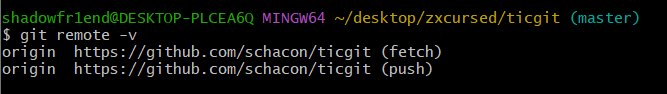 shadowfr1end@DESKTOP-PLCEA6Q MINGW64 ~/desktop/zxcursed/ticgit (master)
$ git remote -v
origin  https://github.com/schacon/ticgit (fetch)
origin  https://github.com/schacon/ticgit (push)